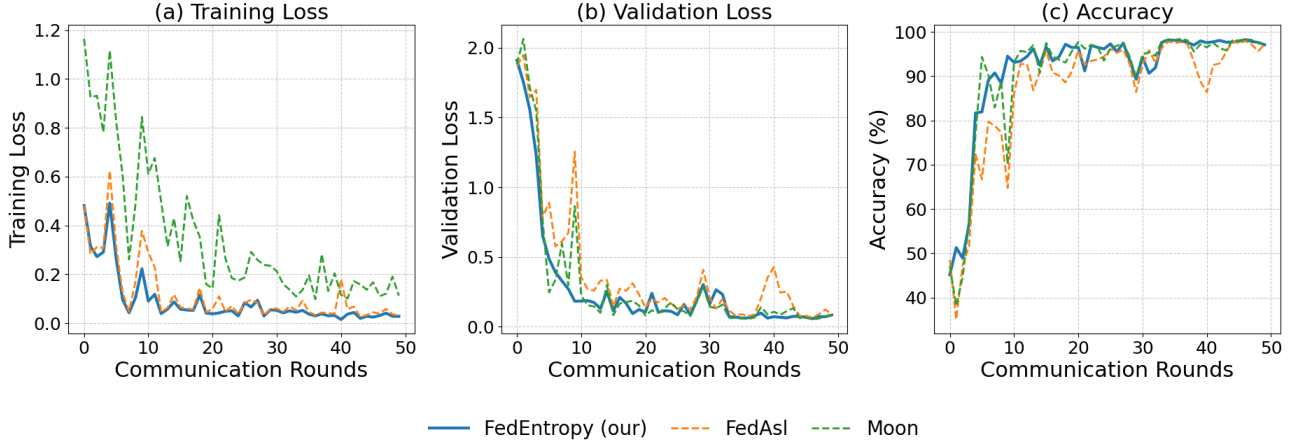 (a) Training Loss
(b) Validation Loss
(c) Accuracy
Training Loss
1.2
1.0
0.8
0.6
0.4
0.2
0.0
0 10 20 30 40 50
Communication Rounds
Validation Loss
2.0
1.5
1.0
0.5
0.0
0 10 20 30 40 50
Communication Rounds
Accuracy (%)
100
90
80
70
60
50
40
0 10 20 30 40 50
Communication Rounds
FedEntropy (our) FedAsl Moon